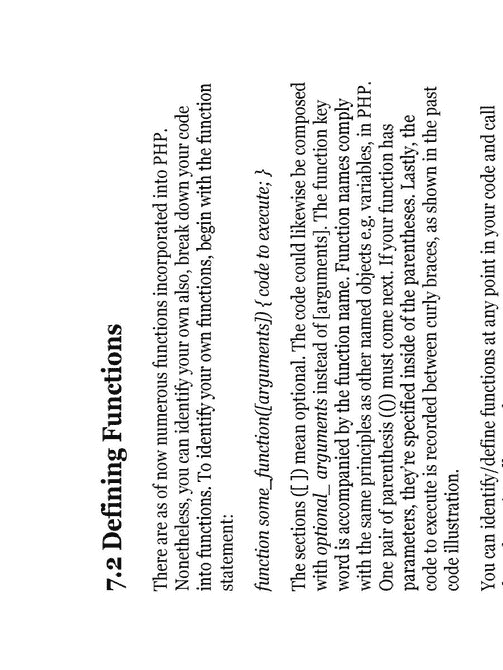 7.2 Defining Functions
There are as of now numerous functions incorporated into PHP.
Nonetheless, you can identify your own also, break down your code
into functions. To identify your own functions, begin with the function
statement:
function some_function([arguments]) { code to execute; }
The sections ([ ]) mean optional. The code could likewise be composed
with optional_ arguments instead of [arguments]. The function key
word is accompanied by the function name. Function names comply
with the same principles as other named objects e.g. variables, in PHP.
One pair of parenthesis (()) must come next. If your function has
parameters, they're specified inside of the parentheses. Lastly, the
code to execute is recorded between curly braces, as shown in the past
code illustration.
You can identify/define functions at any point in your code and call